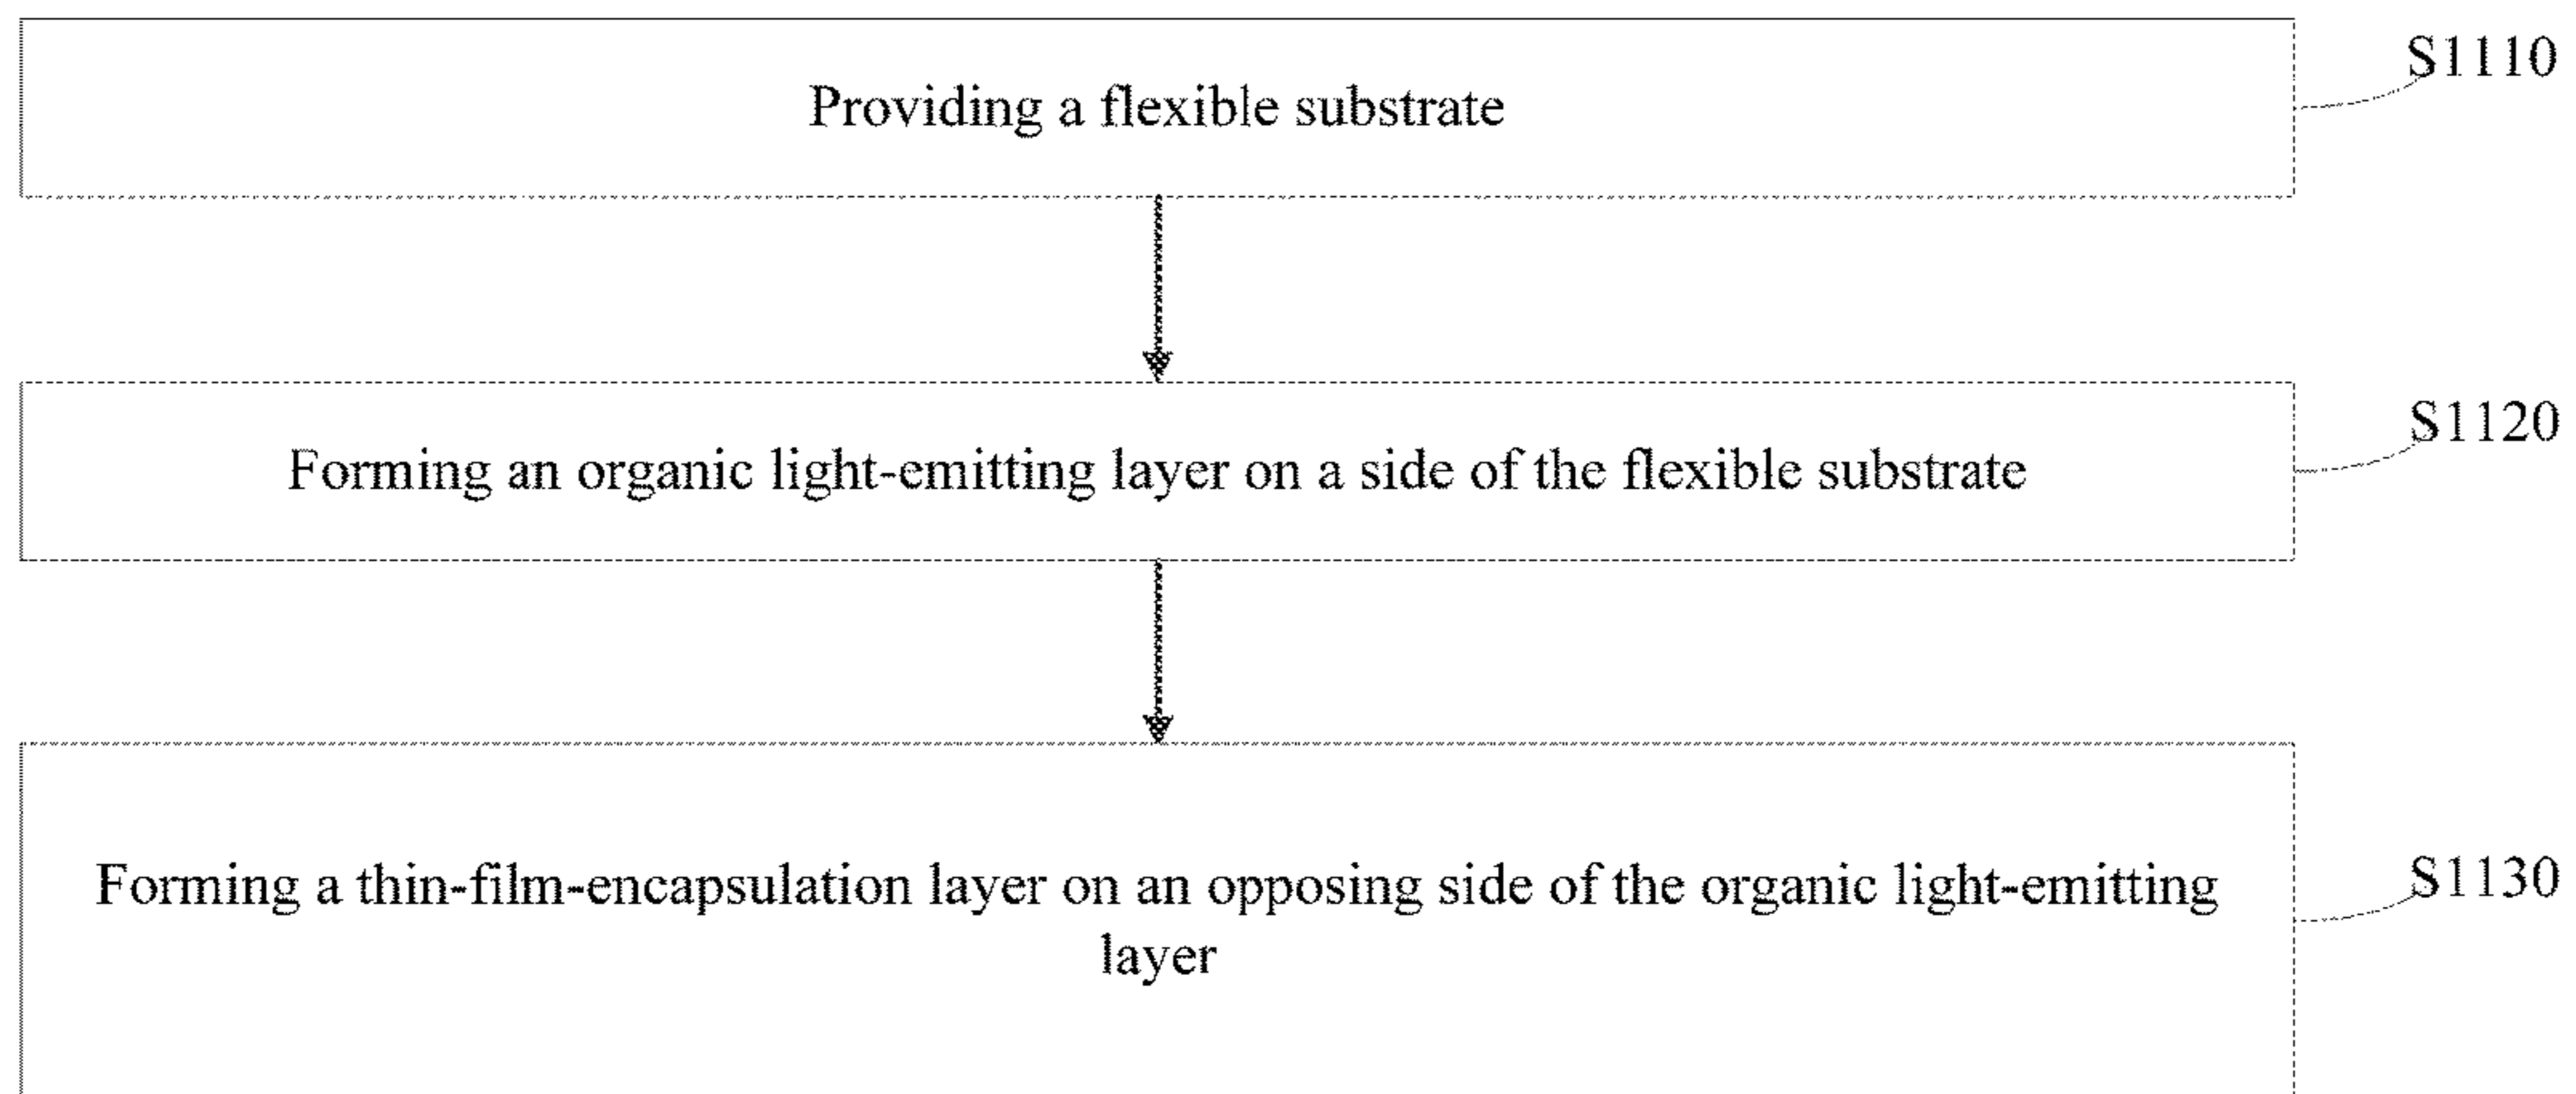 S1110
Providing a flexible substrate
S1120
Forming an organic light-emitting layer on a side of the flexible substrate
S1130
Forming a thin-film-encapsulation layer on an opposing side of the organic light-emitting
layer